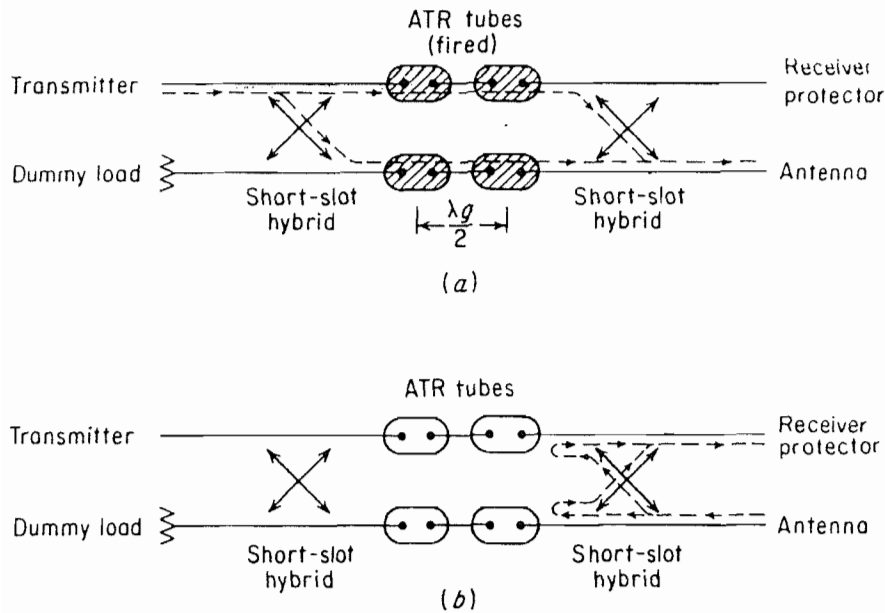 ATR tubes
(fired)
Transmitter
Receiver
protector
Dummy load
Antenna
Short-slot
hybrid
λg
2
Short-slot
hybrid
(a)
ATR tubes
Transmitter
Receiver
protector
Dummy load
Antenna
Short-slot
hybrid
Short-slot
hybrid
(b)